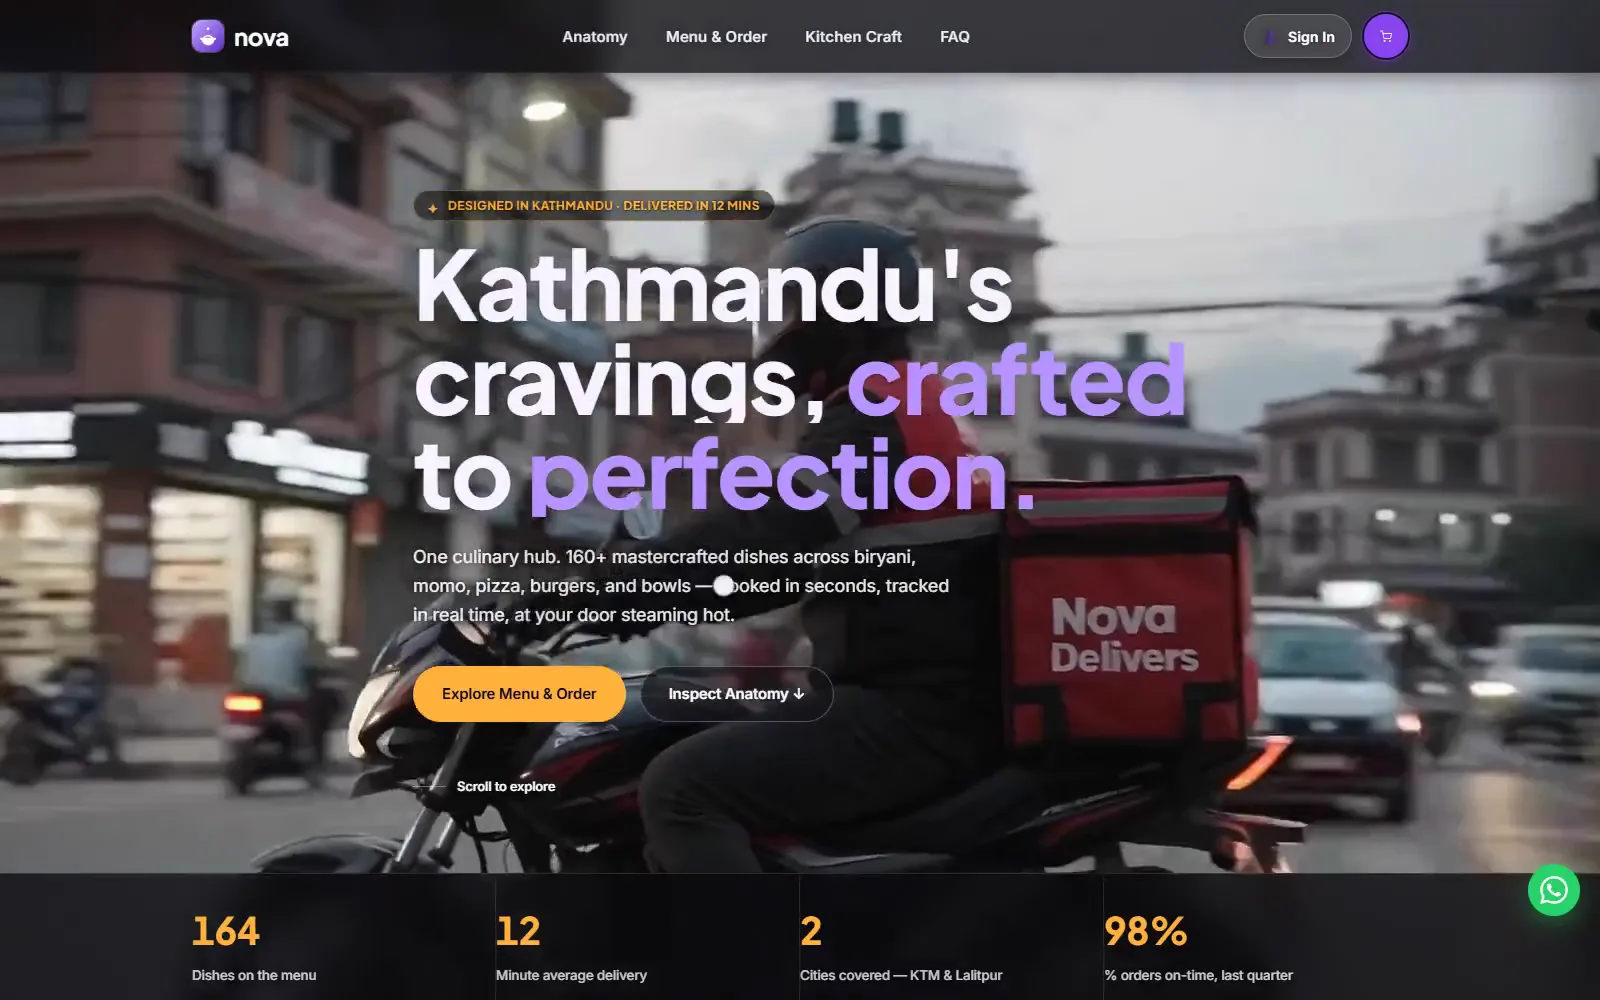 nova
Anatomy
Menu & Order
Kitchen Craft
FAQ
Sign In
DESIGNED IN KATHMANDU · DELIVERED IN 12 MINS
Kathmandu's
cravings, crafted
to perfection.
One culinary hub. 160+ mastercrafted dishes across biryani,
momo, pizza, burgers, and bowls — in seconds, tracked
in real time, at your door steaming hot.
Nova
Delivers
Explore Menu & Order
Inspect Anatomy ↓
Scroll to explore
164
Dishes on the menu
12
Minute average delivery
2
Cities covered — KTM & Lalitpur
98%
% orders on-time, last quarter